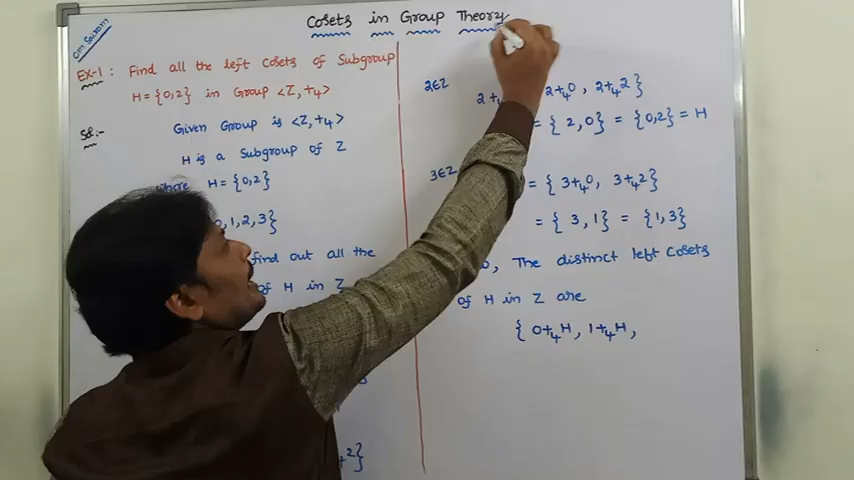 Cosets in Group Theory
Om Sairam
Ex-1 : Find all the left Cosets of Subgroup
H = {0,2} in Group <Z, +₄>
Sol:-
Given Group is <Z, +₄>
H is a Subgroup of Z
H = {0,2}
0,1,2,3}
find out all the
of H in Z
+²}
2∈Z
2+₄0 , 2+₄2 }
= { 2, 0} = {0,2} = H
3∈Z
= { 3+₄0, 3+₄2}
= { 3, 1} = {1,3}
The distinct left Cosets
of H in Z are
{ 0+₄H , 1+₄H ,